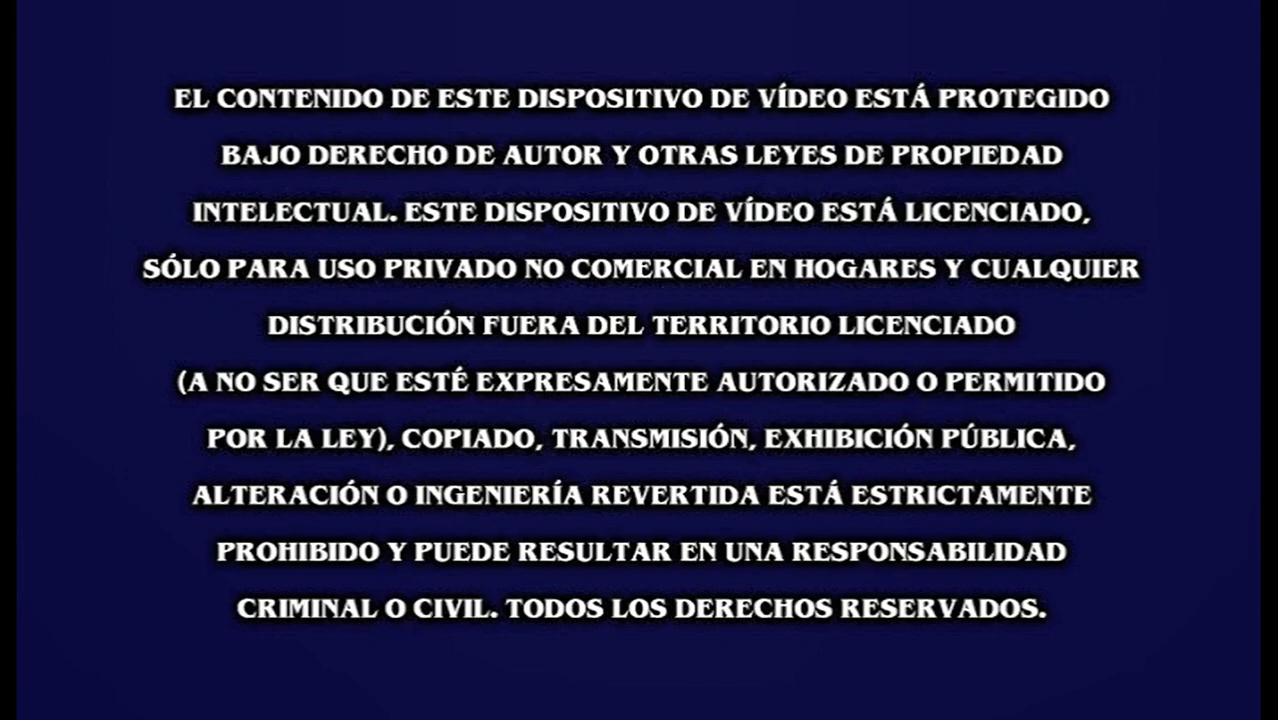 EL CONTENIDO DE ESTE DISPOSITIVO DE VÍDEO ESTÁ PROTEGIDO
BAJO DERECHO DE AUTOR Y OTRAS LEYES DE PROPIEDAD
INTELECTUAL. ESTE DISPOSITIVO DE VÍDEO ESTÁ LICENCIADO,
SÓLO PARA USO PRIVADO NO COMERCIAL EN HOGARES Y CUALQUIER
DISTRIBUCIÓN FUERA DEL TERRITORIO LICENCIADO
(A NO SER QUE ESTÉ EXPRESAMENTE AUTORIZADO O PERMITIDO
POR LA LEY), COPIADO, TRANSMISIÓN, EXHIBICIÓN PÚBLICA,
ALTERACIÓN O INGENIERÍA REVERTIDA ESTÁ ESTRICTAMENTE
PROHIBIDO Y PUEDE RESULTAR EN UNA RESPONSABILIDAD
CRIMINAL O CIVIL. TODOS LOS DERECHOS RESERVADOS.